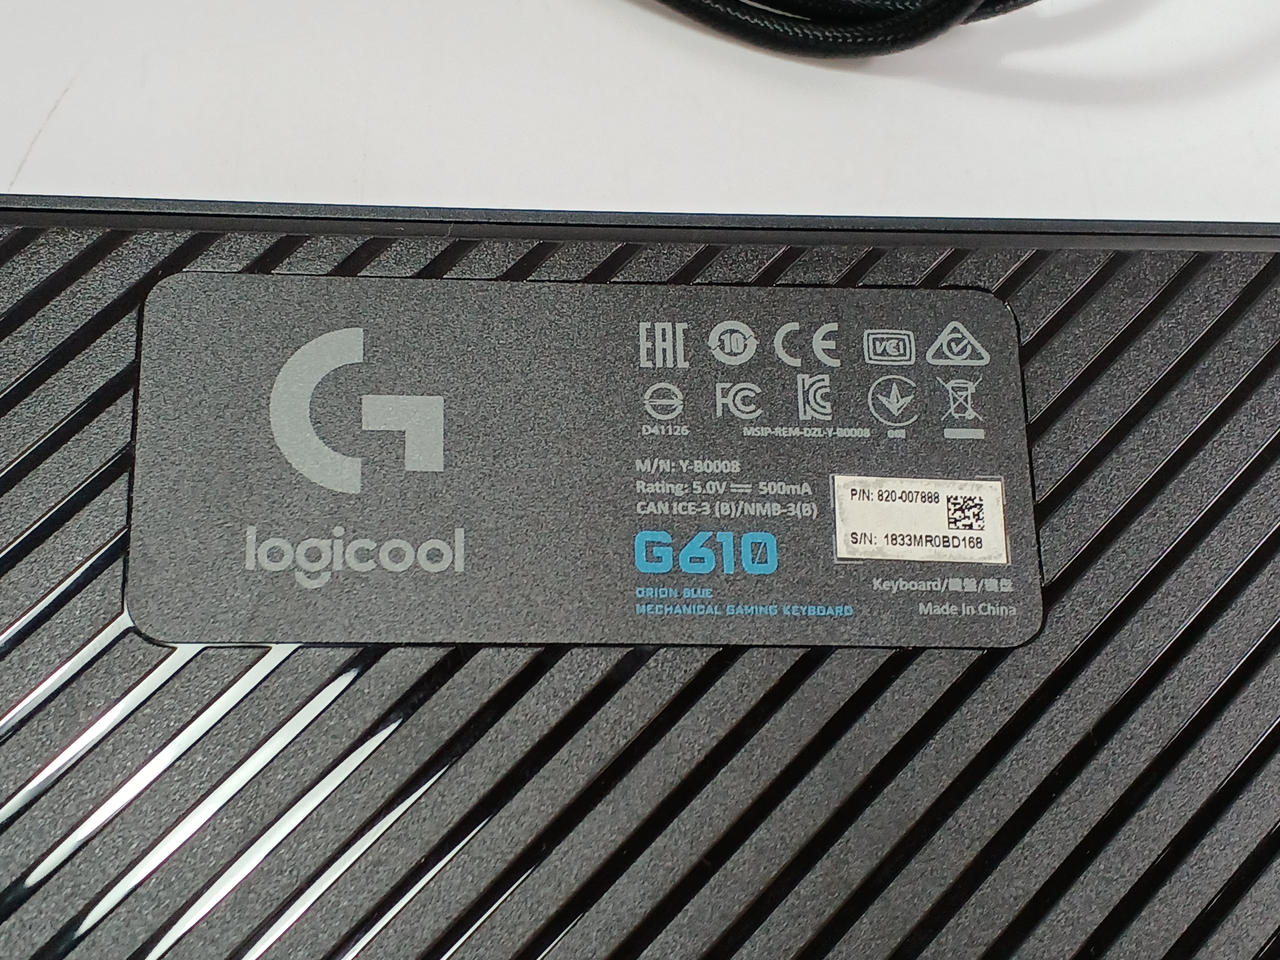 logicool
EAC 10 CE VCI
D41126 FC MSIP-REM-DZL-Y-B0008
M/N: Y-B0008
Rating: 5.0V 500mA
CAN ICE-3 (B)/NMB-3(B)
G610
ORION BLUE
MECHANICAL GAMING KEYBOARD
P/N: 820-007888
S/N: 1833MR0BD168
Keyboard/鍵盤/键盘
Made in China